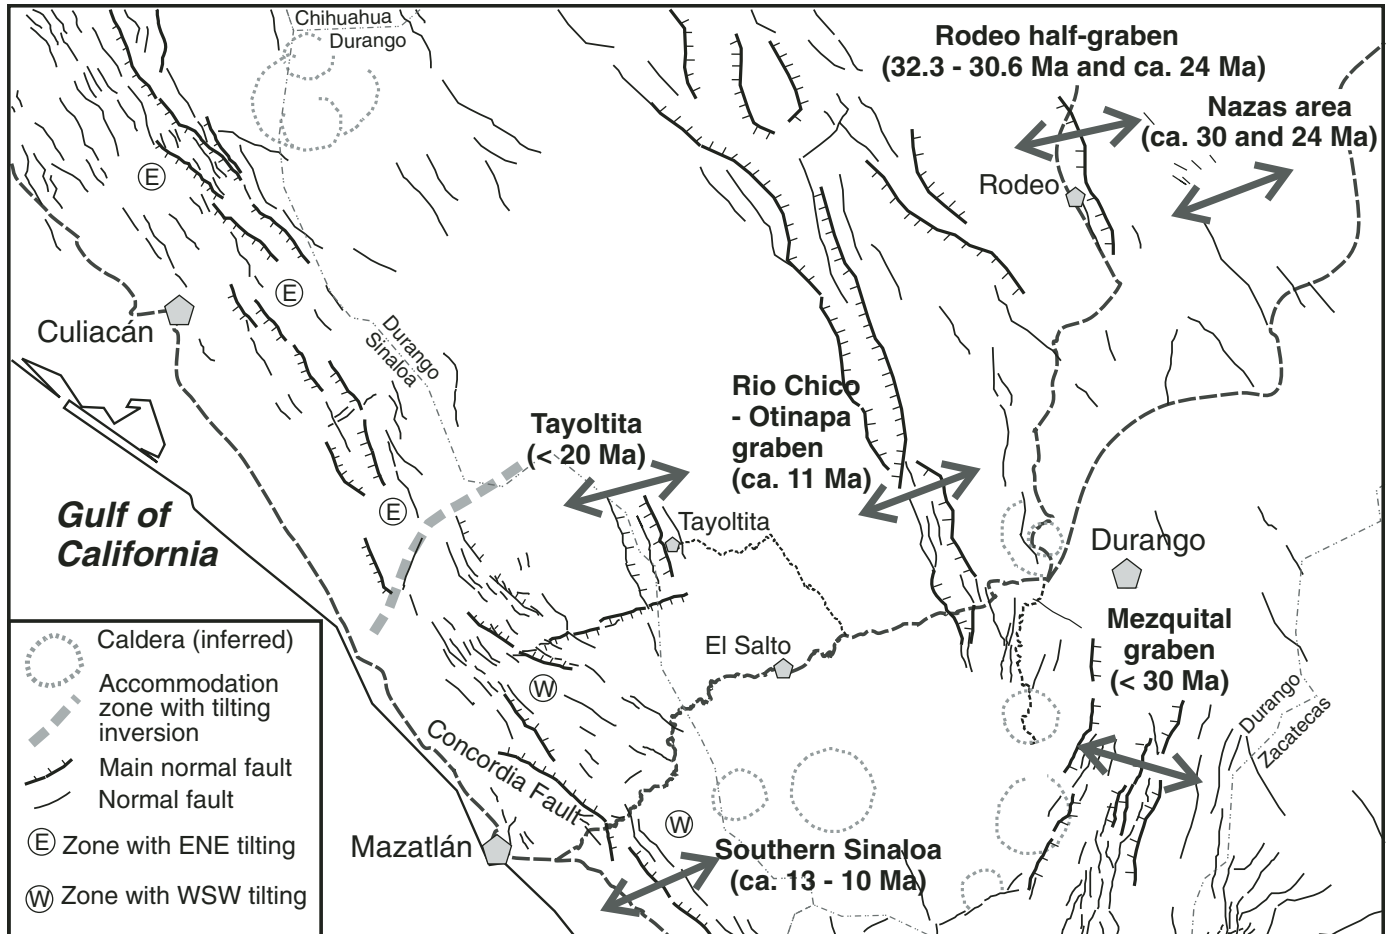 Chihuahua
Durango
Rodeo half-graben
(32.3 - 30.6 Ma and ca. 24 Ma)
Nazas area
(ca. 30 and 24 Ma)
Rodeo
E
E
Culiacán
Durango
Sinaloa
Rio Chico
- Otinapa
graben
(ca. 11 Ma)
Tayoltita
(< 20 Ma)
E
Gulf of
California
Tayoltita
Durango
Mezquital
graben
(< 30 Ma)
El Salto
W
Durango
Zacatecas
Concordia Fault
W
Mazatlán
Southern Sinaloa
(ca. 13 - 10 Ma)
Caldera (inferred)
Accommodation
zone with tilting
inversion
Main normal fault
Normal fault
E Zone with ENE tilting
W Zone with WSW tilting